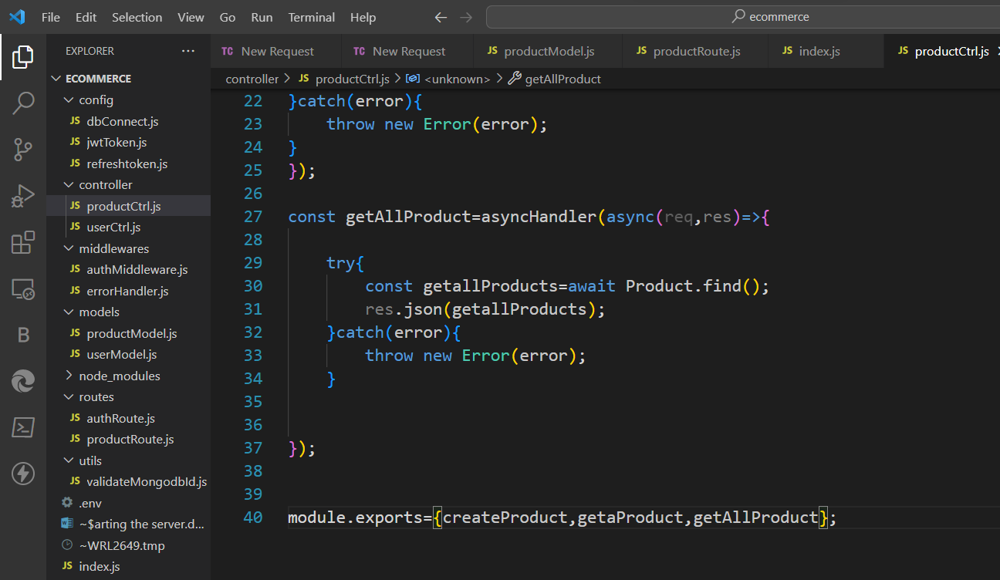 File Edit Selection View Go Run Terminal Help ecommerce
EXPLORER ...
ECOMMERCE
config
JS dbConnect.js
JS jwtToken.js
JS refreshtoken.js
controller
JS productCtrl.js
JS userCtrl.js
middlewares
JS authMiddleware.js
JS errorHandler.js
models
JS productModel.js
JS userModel.js
node_modules
routes
JS authRoute.js
JS productRoute.js
utils
JS validateMongodbId.js
.env
~$arting the server.d...
~WRL2649.tmp
JS index.js
TC New Request TC New Request JS productModel.js JS productRoute.js JS index.js JS productCtrl.js
controller > JS productCtrl.js > <unknown> > getAllProduct
22 }catch(error){
23 throw new Error(error);
24 }
25 });
26
27 const getAllProduct=asyncHandler(async(req,res)=>{
28
29 try{
30 const getallProducts=await Product.find();
31 res.json(getallProducts);
32 }catch(error){
33 throw new Error(error);
34 }
35
36
37 });
38
39
40 module.exports={createProduct,getaProduct,getAllProduct};